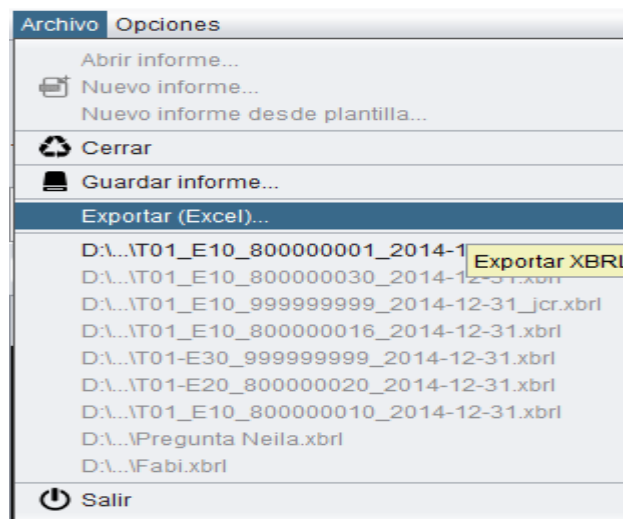 Archivo Opciones
Abrir informe...
Nuevo informe...
Nuevo informe desde plantilla...
Cerrar
Guardar informe...
Exportar (Excel)...
D:\...\T01_E10_800000001_2014-1
Exportar XBRL
D:\...\T01_E10_800000030_2014-12-31.xbrl
D:\...\T01_E10_999999999_2014-12-31_jcr.xbrl
D:\...\T01_E10_800000016_2014-12-31.xbrl
D:\...\T01-E30_999999999_2014-12-31.xbrl
D:\...\T01-E20_800000020_2014-12-31.xbrl
D:\...\T01_E10_800000010_2014-12-31.xbrl
D:\...\Pregunta Neila.xbrl
D:\...\Fabi.xbrl
Salir